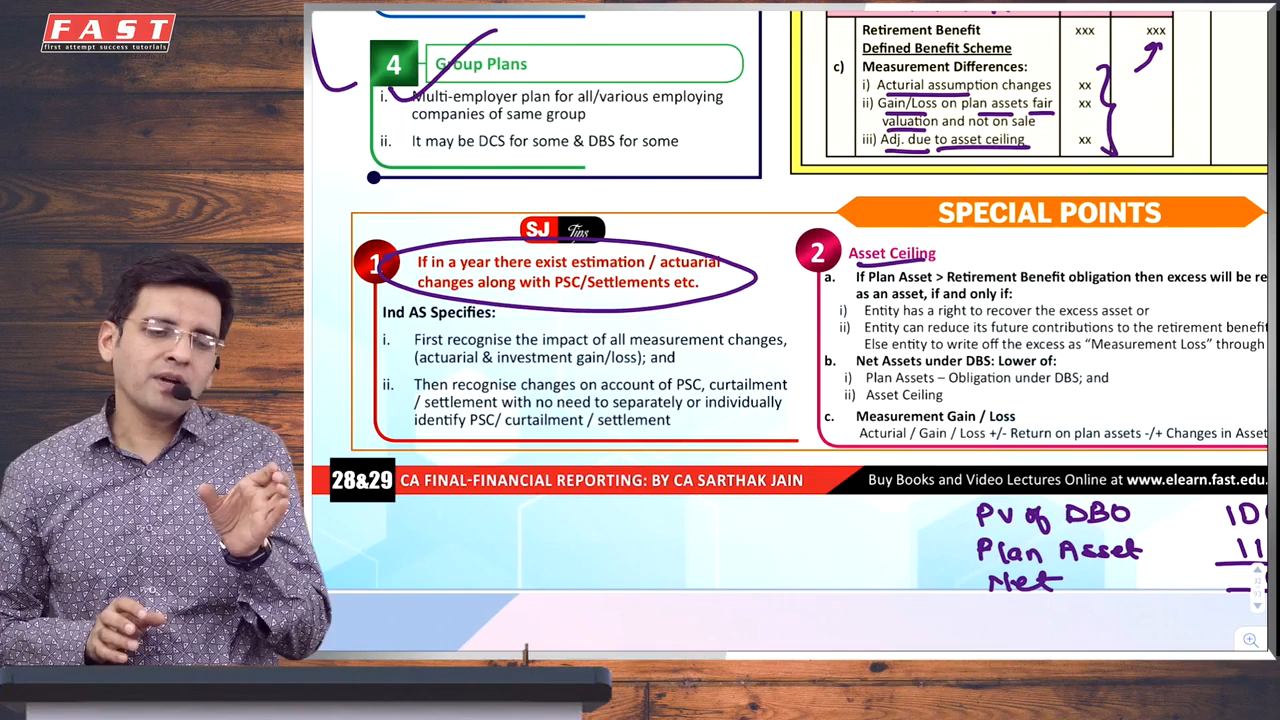 FAST
first attempt success tutorials
4 Group Plans
i. Multi-employer plan for all/various employing
companies of same group
ii. It may be DCS for some & DBS for some
Retirement Benefit xxx xxx
Defined Benefit Scheme
c) Measurement Differences:
i) Acturial assumption changes xx
ii) Gain/Loss on plan assets fair xx
valuation and not on sale
iii) Adj. due to asset ceiling xx
SPECIAL POINTS
SJ Tips
1 If in a year there exist estimation / actuarial
changes along with PSC/Settlements etc.
Ind AS Specifies:
i. First recognise the impact of all measurement changes,
(actuarial & investment gain/loss); and
ii. Then recognise changes on account of PSC, curtailment
/ settlement with no need to separately or individually
identify PSC/ curtailment / settlement
2 Asset Ceiling
a. If Plan Asset > Retirement Benefit obligation then excess will be re
as an asset, if and only if:
i) Entity has a right to recover the excess asset or
ii) Entity can reduce its future contributions to the retirement benefi
Else entity to write off the excess as “Measurement Loss” through
b. Net Assets under DBS: Lower of:
i) Plan Assets – Obligation under DBS; and
ii) Asset Ceiling
c. Measurement Gain / Loss
Acturial / Gain / Loss +/- Return on plan assets -/+ Changes in Asset
28&29 CA FINAL-FINANCIAL REPORTING: BY CA SARTHAK JAIN
Buy Books and Video Lectures Online at www.elearn.fast.edu.
PV of DBO 10
Plan Asset 11
Net